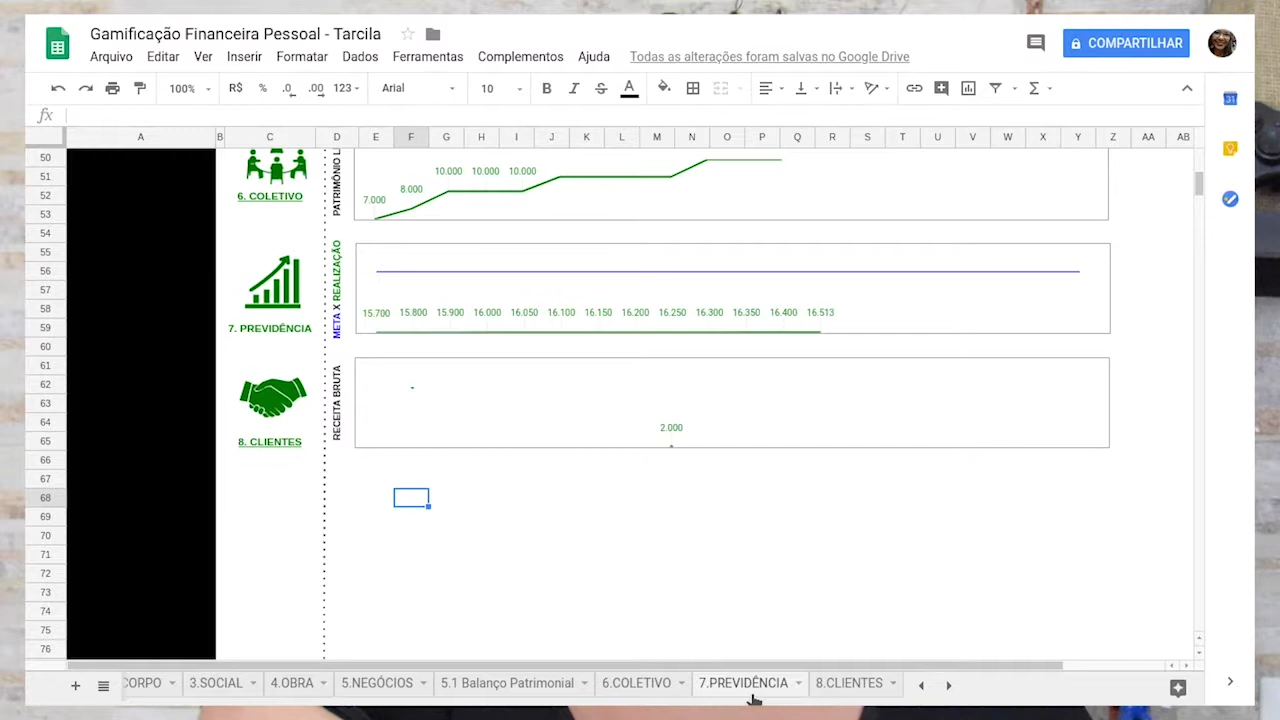 Gamificação Financeira Pessoal - Tarcila
Arquivo Editar Ver Inserir Formatar Dados Ferramentas Complementos Ajuda Todas as alterações foram salvas no Google Drive
COMPARTILHAR
100% R$ % .0 .00 123 Arial 10 B I S A Σ
fx
A B C D E F G H I J K L M N O P Q R S T U V W X Y Z AA AB
50
51
52
53
54
55
56
57
58
59
60
61
62
63
64
65
66
67
68
69
70
71
72
73
74
75
76
6. COLETIVO
PATRIMÔNIO L
7.000 8.000 10.000 10.000 10.000
7. PREVIDÊNCIA
META X REALIZAÇÃO
15.700 15.800 15.900 16.000 16.050 16.100 16.150 16.200 16.250 16.300 16.350 16.400 16.513
8. CLIENTES
RECEITA BRUTA
2.000
CORPO 3.SOCIAL 4.OBRA 5.NEGÓCIOS 5.1 Balanço Patrimonial 6.COLETIVO 7.PREVIDÊNCIA 8.CLIENTES
31